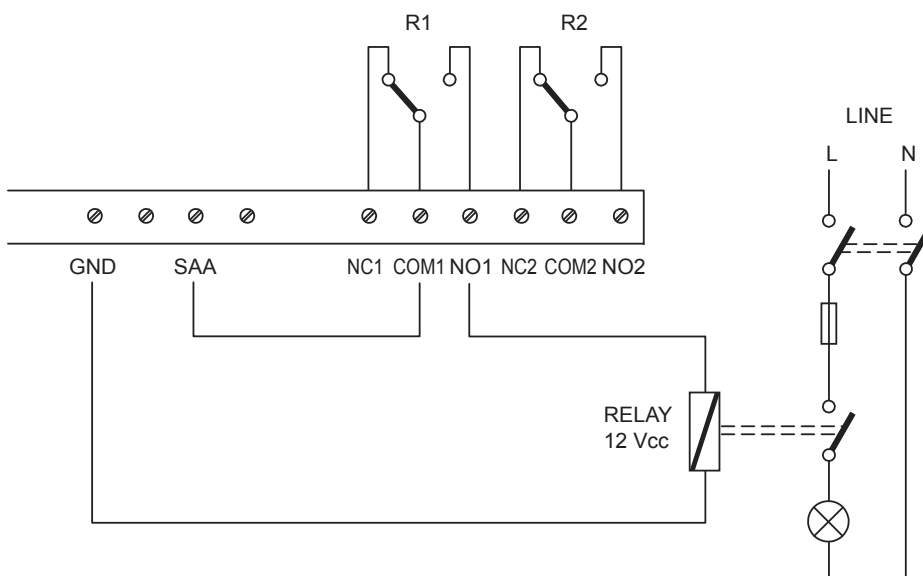 R1 R2
LINE
L N
GND SAA NC1 COM1 NO1 NC2 COM2 NO2
RELAY
12 Vcc